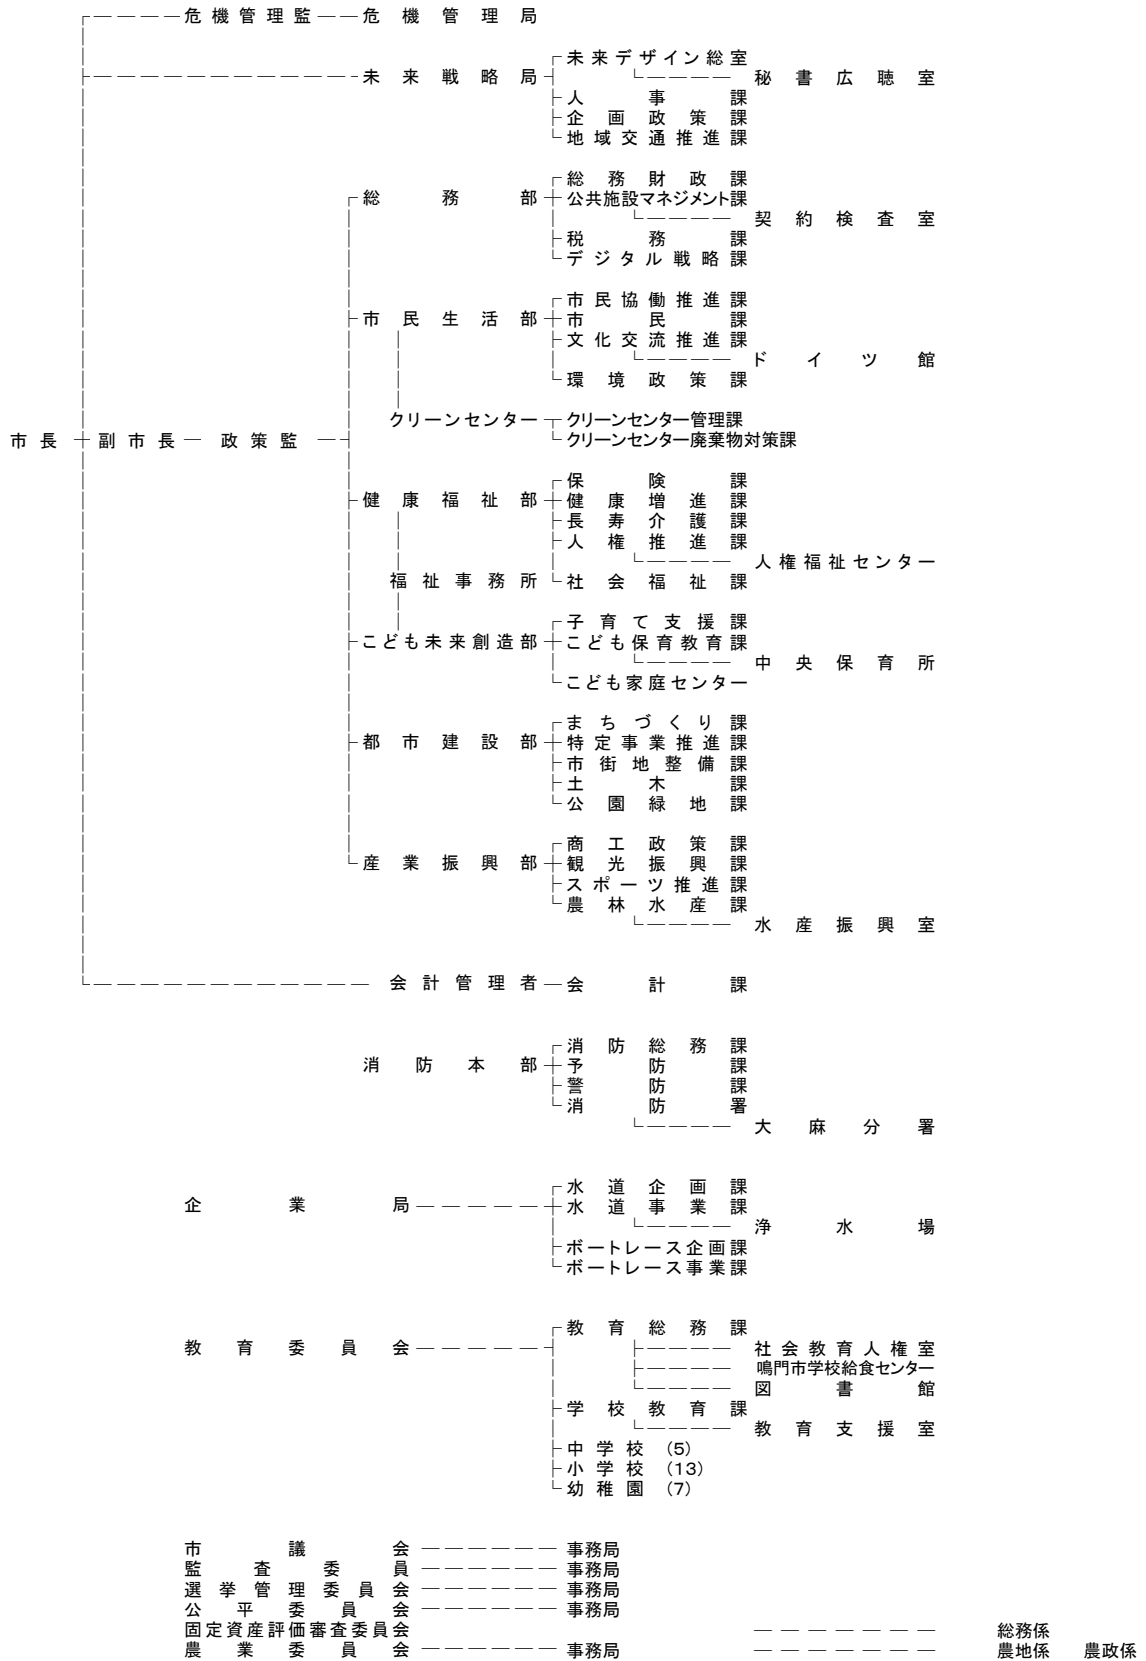 危機管理監 危機管理局
未来デザイン総室
未来戦略局 秘書広聴室
人事課
企画政策課
地域交通推進課
総務財政課
総務部 公共施設マネジメント課
契約検査室
税務課
デジタル戦略課
市民協働推進課
市民生活部 市民課
文化交流推進課
ドイツ館
環境政策課
クリーンセンター クリーンセンター管理課
市長 副市長 政策監 クリーンセンター廃棄物対策課
保険課
健康福祉部 健康増進課
長寿介護課
人権推進課
人権福祉センター
福祉事務所 社会福祉課
子育て支援課
こども未来創造部 こども保育教育課
中央保育所
こども家庭センター
まちづくり課
都市建設部 特定事業推進課
市街地整備課
土木課
公園緑地課
商工政策課
産業振興部 観光振興課
スポーツ推進課
農林水産課
水産振興室
会計管理者 会計課
消防総務課
消防本部 予防課
警防課
消防署
大麻分署
水道企画課
企業局 水道事業課
浄水場
ボートレース企画課
ボートレース事業課
教育総務課
教育委員会 社会教育人権室
鳴門市学校給食センター
図書館
学校教育課
教育支援室
中学校 (5)
小学校 (13)
幼稚園 (7)
市議会 事務局
監査委員 事務局
選挙管理委員会 事務局
公平委員会 事務局
固定資産評価審査委員会 総務係
農業委員会 事務局 農地係 農政係